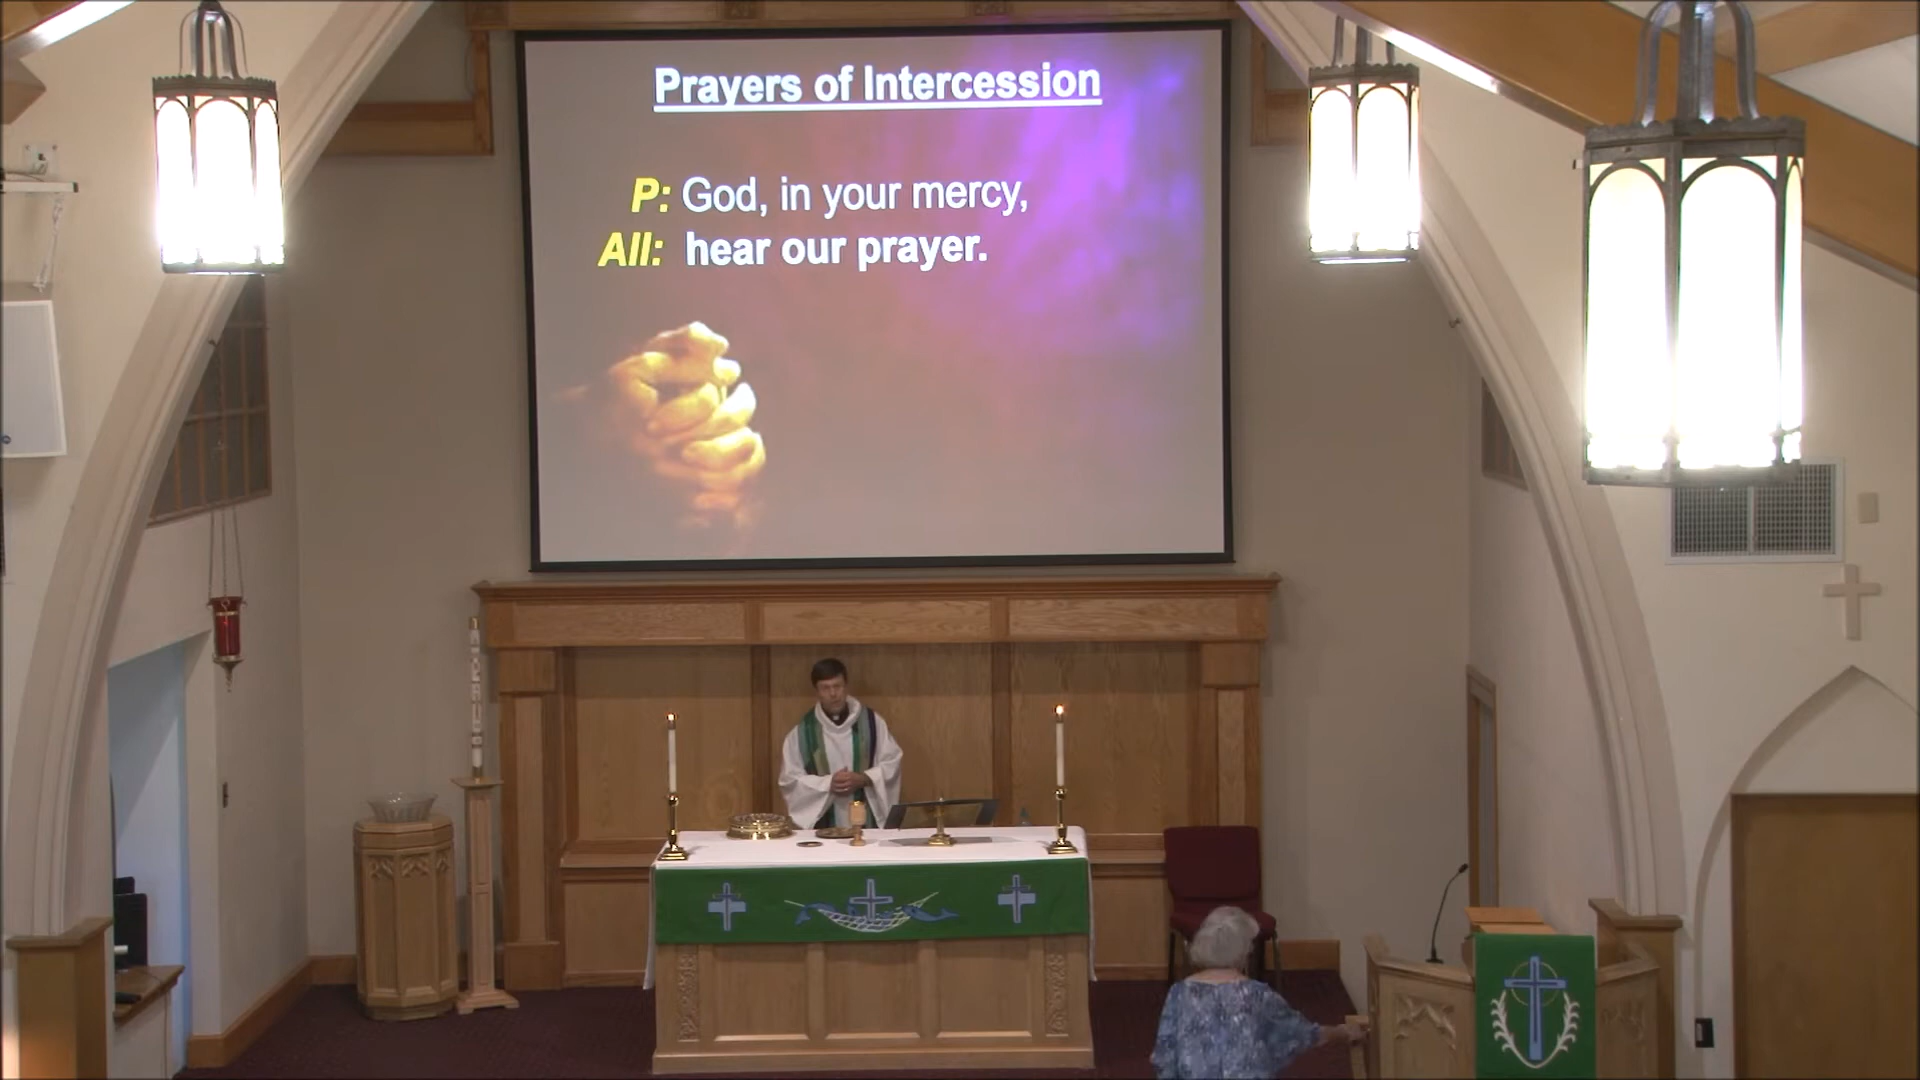 Prayers of Intercession
P: God, in your mercy,
All: hear our prayer.